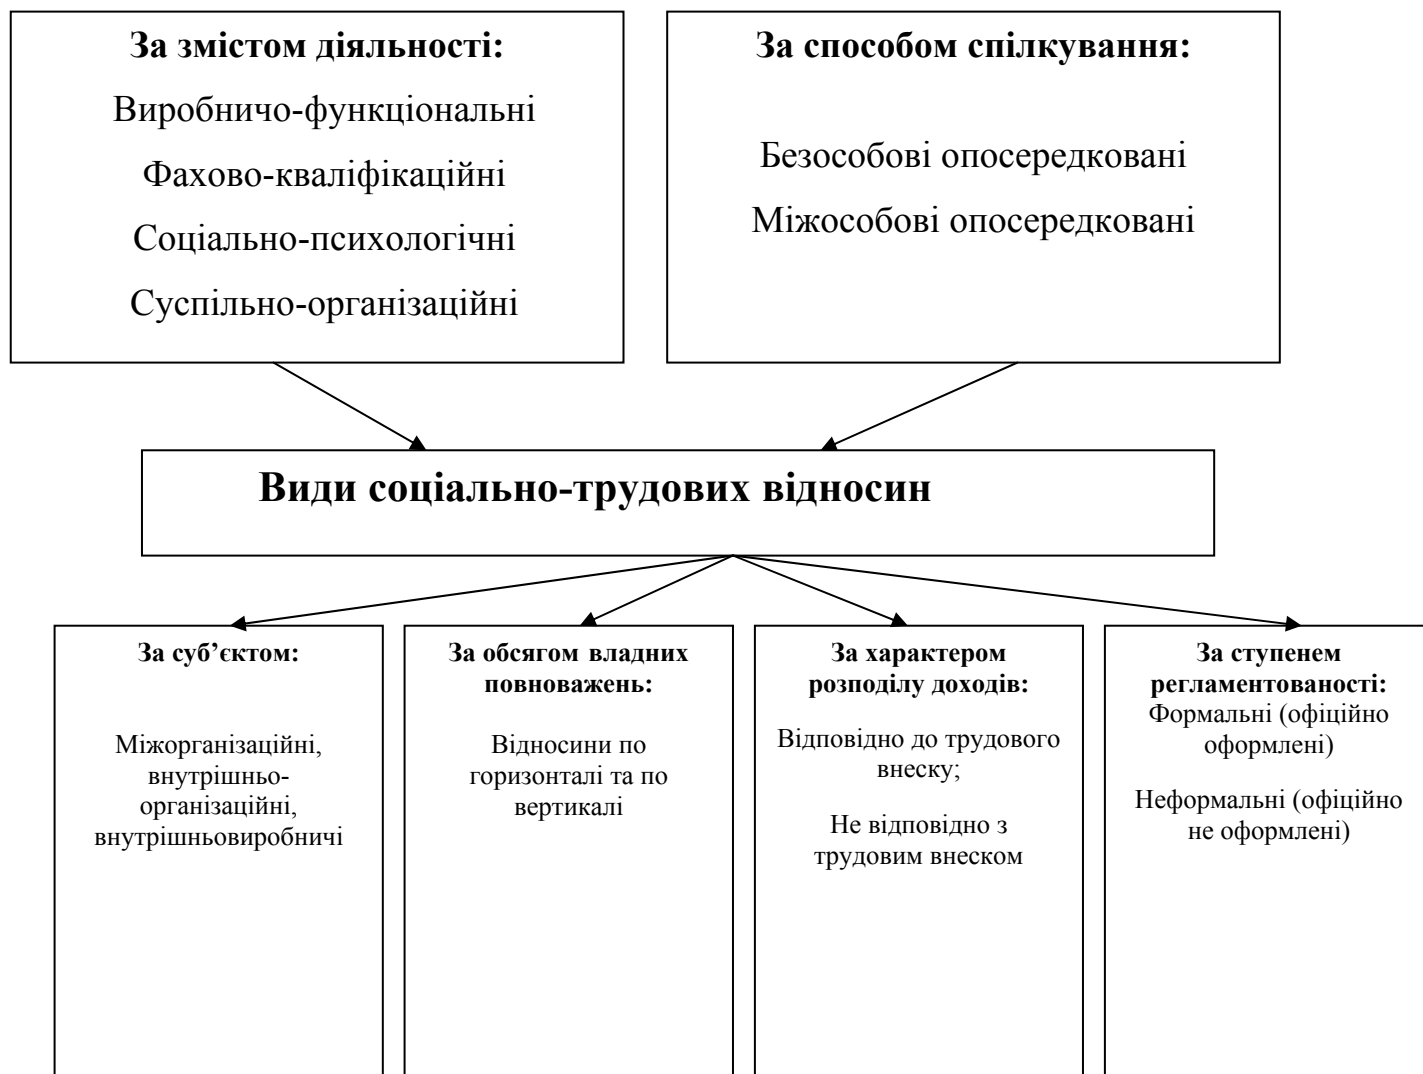 За змістом діяльності:
Виробничо-функціональні
Фахово-кваліфікаційні
Соціально-психологічні
Суспільно-організаційні
За способом спілкування:
Безособові опосередковані
Міжособові опосередковані
Види соціально-трудових відносин
За суб’єктом:
Міжорганізаційні,
внутрішньо-
організаційні,
внутрішньовиробничі
За обсягом владних
повноважень:
Відносини по
горизонталі та по
вертикалі
За характером
розподілу доходів:
Відповідно до трудового
внеску;
Не відповідно з
трудовим внеском
За ступенем
регламентованості:
Формальні (офіційно
оформлені)
Неформальні (офіційно
не оформлені)